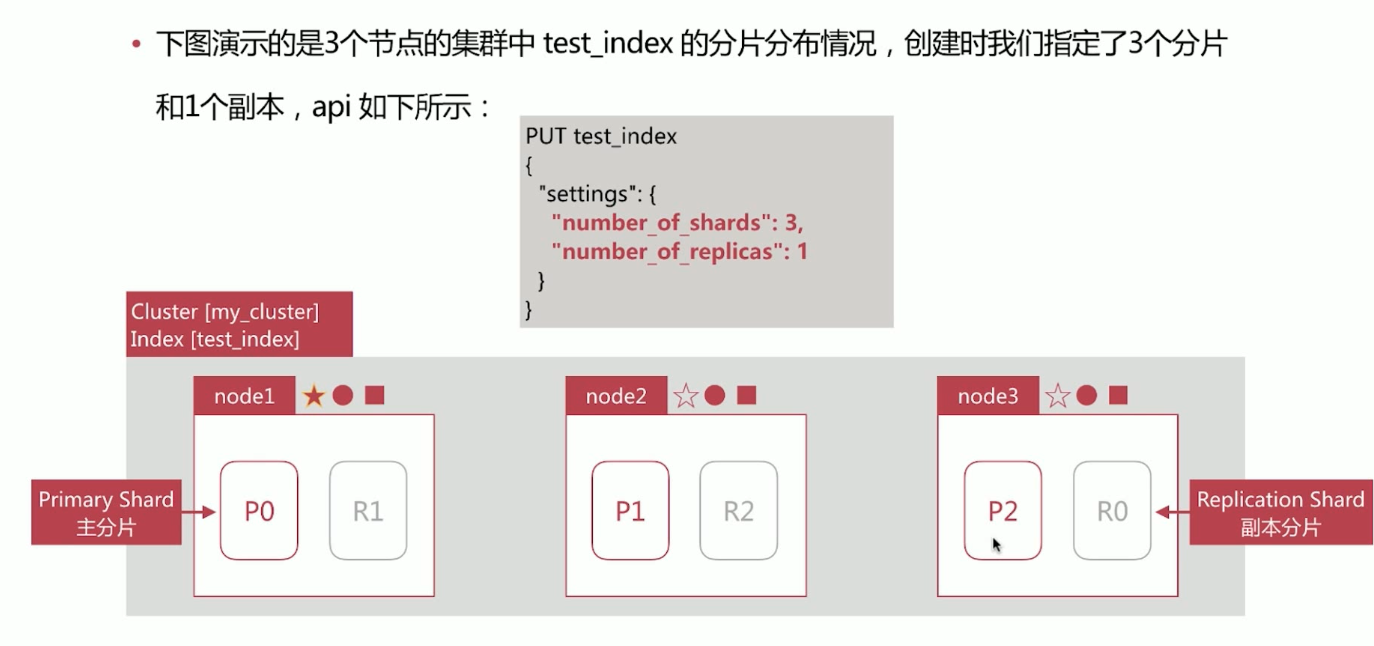 下图演示的是3个节点的集群中 test_index 的分片分布情况，创建时我们指定了3个分片
和1个副本，api 如下所示：
PUT test_index
{
"settings": {
"number_of_shards": 3,
"number_of_replicas": 1
}
}
Cluster [my_cluster]
Index [test_index]
node1
node2
node3
Primary Shard
主分片
P0
R1
P1
R2
P2
R0
Replication Shard
副本分片